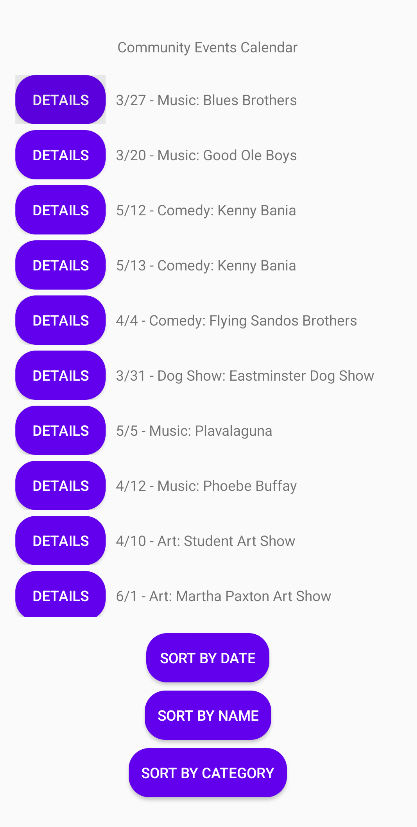 Community Events Calendar
DETAILS 3/27 - Music: Blues Brothers
DETAILS 3/20 - Music: Good Ole Boys
DETAILS 5/12 - Comedy: Kenny Bania
DETAILS 5/13 - Comedy: Kenny Bania
DETAILS 4/4 - Comedy: Flying Sandos Brothers
DETAILS 3/31 - Dog Show: Eastminster Dog Show
DETAILS 5/5 - Music: Plavalaguna
DETAILS 4/12 - Music: Phoebe Buffay
DETAILS 4/10 - Art: Student Art Show
DETAILS 6/1 - Art: Martha Paxton Art Show
SORT BY DATE
SORT BY NAME
SORT BY CATEGORY